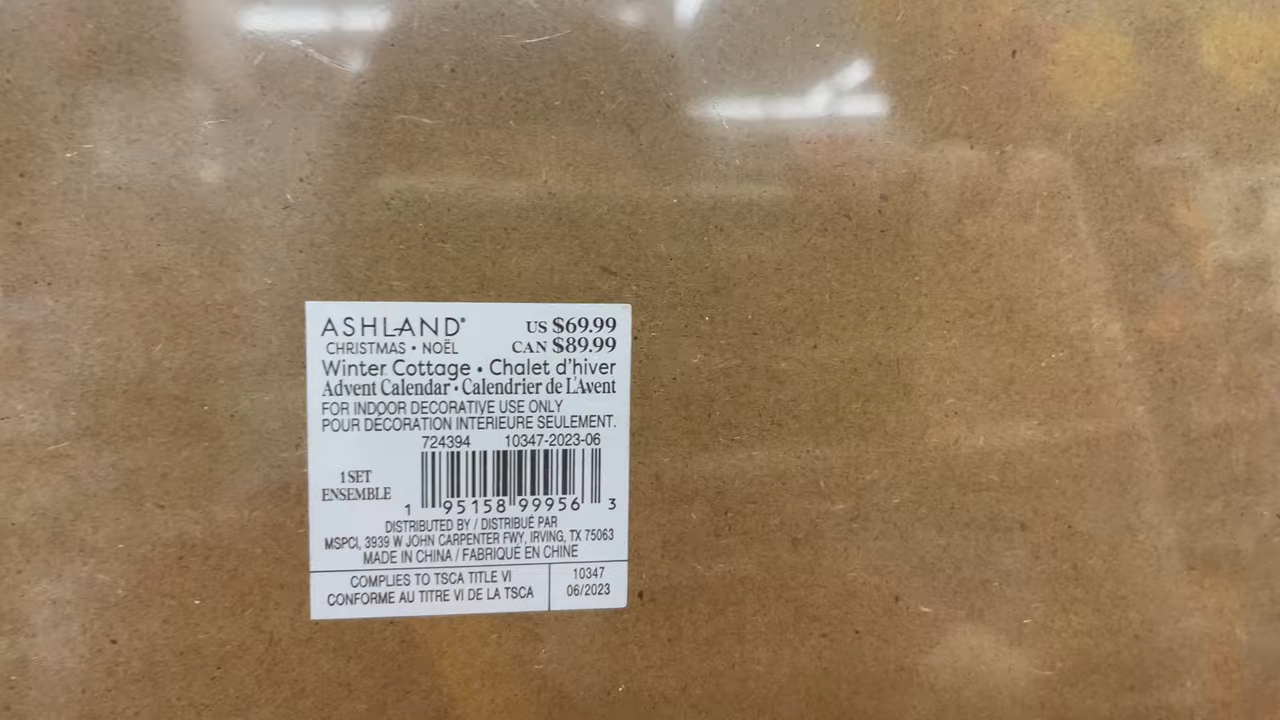 ASHLAND® US $69.99
CHRISTMAS • NOËL CAN $89.99
Winter Cottage • Chalet d'hiver
Advent Calendar • Calendrier de L'Avent
FOR INDOOR DECORATIVE USE ONLY
POUR DÉCORATION INTÉRIEURE SEULEMENT.
724394 10347-2023-06
1 SET
ENSEMBLE
1 95158 99956 3
DISTRIBUTED BY / DISTRIBUÉ PAR
MSPCI, 3939 W JOHN CARPENTER FWY, IRVING, TX 75063
MADE IN CHINA / FABRIQUÉ EN CHINE
COMPLIES TO TSCA TITLE VI
CONFORME AU TITRE VI DE LA TSCA
10347
06/2023